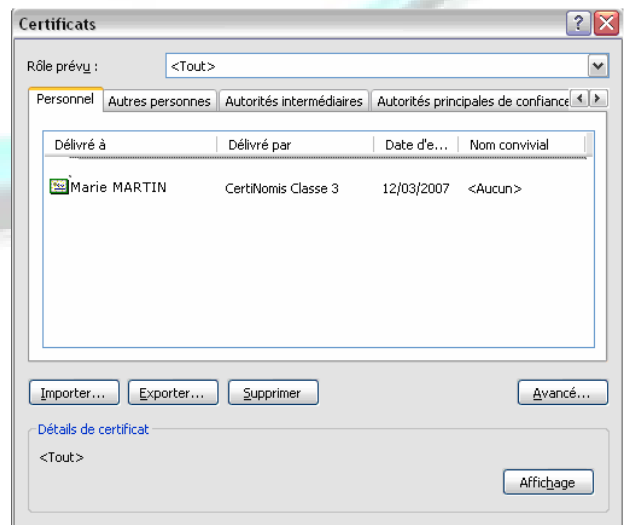 Certificats
Rôle prévu : <Tout>
Personnel Autres personnes Autorités intermédiaires Autorités principales de confiance
Délivré à Délivré par Date d'e... Nom convivial
Marie MARTIN CertiNomis Classe 3 12/03/2007 <Aucun>
Importer... Exporter... Supprimer Avancé...
Détails de certificat
<Tout>
Affichage